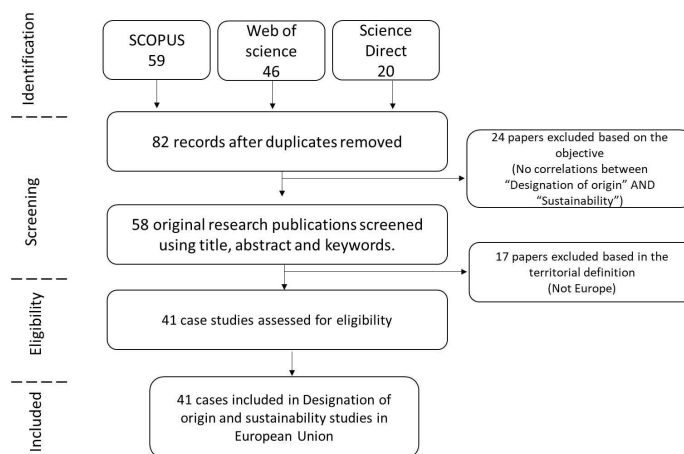 Identification
SCOPUS
59
Web of
science
46
Science
Direct
20
82 records after duplicates removed
24 papers excluded based on the
objective
(No correlations between
“Designation of origin” AND
“Sustainability”)
Screening
58 original research publications screened
using title, abstract and keywords.
17 papers excluded based in the
territorial definition
(Not Europe)
Eligibility
41 case studies assessed for eligibility
Included
41 cases included in Designation of
origin and sustainability studies in
European Union